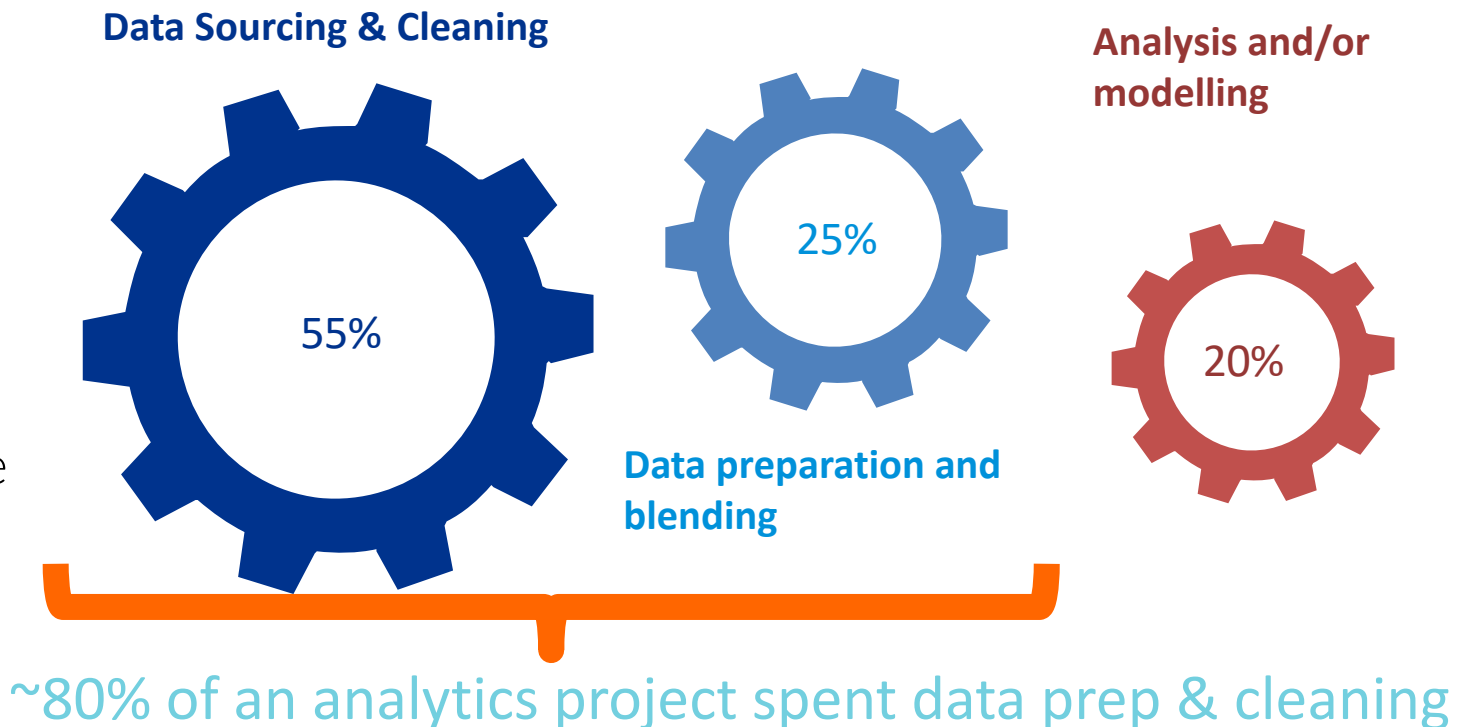 Data Sourcing & Cleaning
55%
25%
Data preparation and
blending
Analysis and/or
modelling
20%
e
~80% of an analytics project spent data prep & cleaning